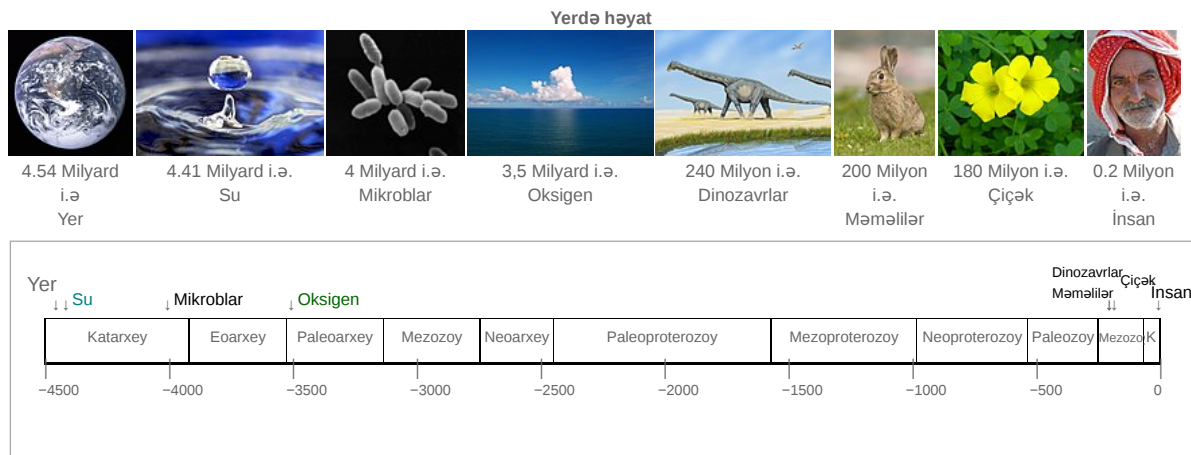 Yerdə həyat
4.54 Milyard
i.ə
Yer
4.41 Milyard i.ə.
Su
4 Milyard i.ə.
Mikroblar
3,5 Milyard i.ə.
Oksigen
240 Milyon i.ə.
Dinozavrlar
200 Milyon
i.ə.
Məməlilər
180 Milyon i.ə.
Çiçək
0.2 Milyon
i.ə.
İnsan
Yer
↓ ↓ Su
↓ Mikroblar
↓ Oksigen
Dinozavrlar
Çiçək
Məməlilər
İnsan
↓↓ ↓
Katarxey Eoarxey Paleoarxey Mezozoy Neoarxey Paleoproterozoy Mezoproterozoy Neoproterozoy Paleozoy Mezozo K
−4500 −4000 −3500 −3000 −2500 −2000 −1500 −1000 −500 0